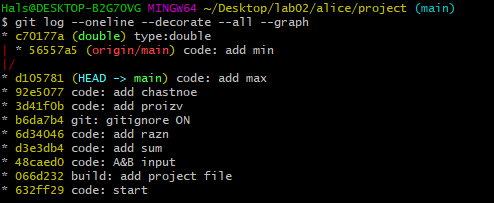 Hals@DESKTOP-B2G7OVG MINGW64 ~/Desktop/lab02/alice/project (main)
$ git log --oneline --decorate --all --graph
* c70177a (double) type:double
| * 56557a5 (origin/main) code: add min
|/
* d105781 (HEAD -> main) code: add max
* 92e5077 code: add chastnoe
* 3d41f0b code: add proizv
* b6da7b4 git: gitignore ON
* 6d34046 code: add razn
* d3e3db4 code: add sum
* 48caed0 code: A&B input
* 066d232 build: add project file
* 632ff29 code: start